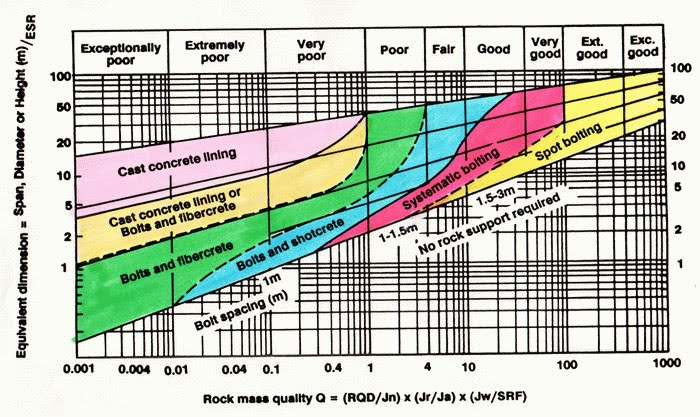 Exceptionally poor
Extremely poor
Very poor
Poor
Fair
Good
Very good
Ext. good
Exc. good
Equivalent dimension = Span, Diameter or Height (m)/ESR
100
50
20
10
5
2
1
100
50
20
10
5
2
1
Cast concrete lining
Cast concrete lining or
Bolts and fibercrete
Bolts and fibercrete
Bolts and shotcrete
Systematic bolting
Spot bolting
1.5-3m
1-1.5m
No rock support required
1m
Bolt spacing (m)
0.001 0.004 0.01 0.04 0.1 0.4 1 4 10 40 100 1000
Rock mass quality Q = (RQD/Jn) x (Jr/Ja) x (Jw/SRF)